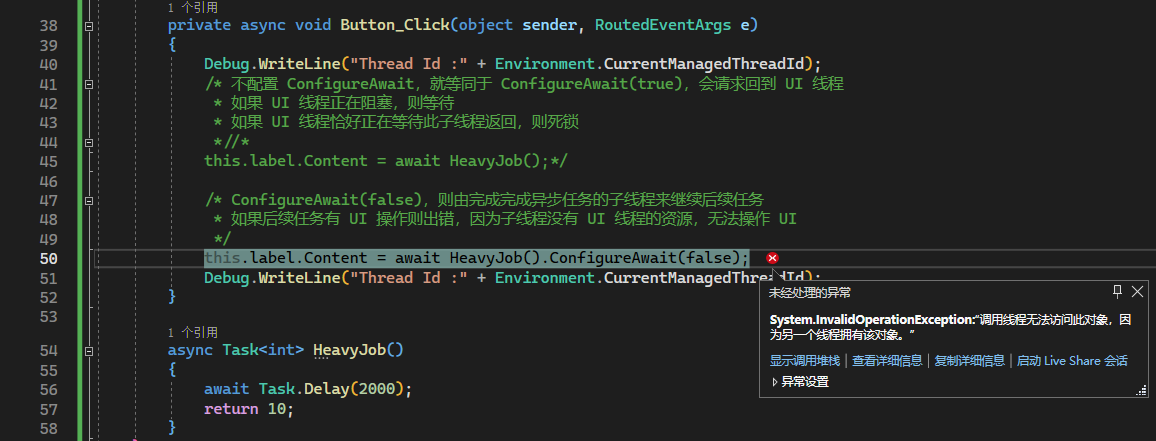 1 个引用
38 private async void Button_Click(object sender, RoutedEventArgs e)
39 {
40 Debug.WriteLine("Thread Id :" + Environment.CurrentManagedThreadId);
41 /* 不配置 ConfigureAwait，就等同于 ConfigureAwait(true)，会请求回到 UI 线程
42 * 如果 UI 线程正在阻塞，则等待
43 * 如果 UI 线程恰好正在等待此子线程返回，则死锁
44 *//*
45 this.label.Content = await HeavyJob();*/
46
47 /* ConfigureAwait(false)，则由完成完成异步任务的子线程来继续后续任务
48 * 如果后续任务有 UI 操作则出错，因为子线程没有 UI 线程的资源，无法操作 UI
49 */
50 this.label.Content = await HeavyJob().ConfigureAwait(false);
51 Debug.WriteLine("Thread Id :" + Environment.CurrentManagedThreadId);
52 }
53
1 个引用
54 async Task<int> HeavyJob()
55 {
56 await Task.Delay(2000);
57 return 10;
58 }
未经处理的异常
System.InvalidOperationException:“调用线程无法访问此对象，因
为另一个线程拥有该对象。”
显示调用堆栈 | 查看详细信息 | 复制详细信息 | 启动 Live Share 会话
异常设置